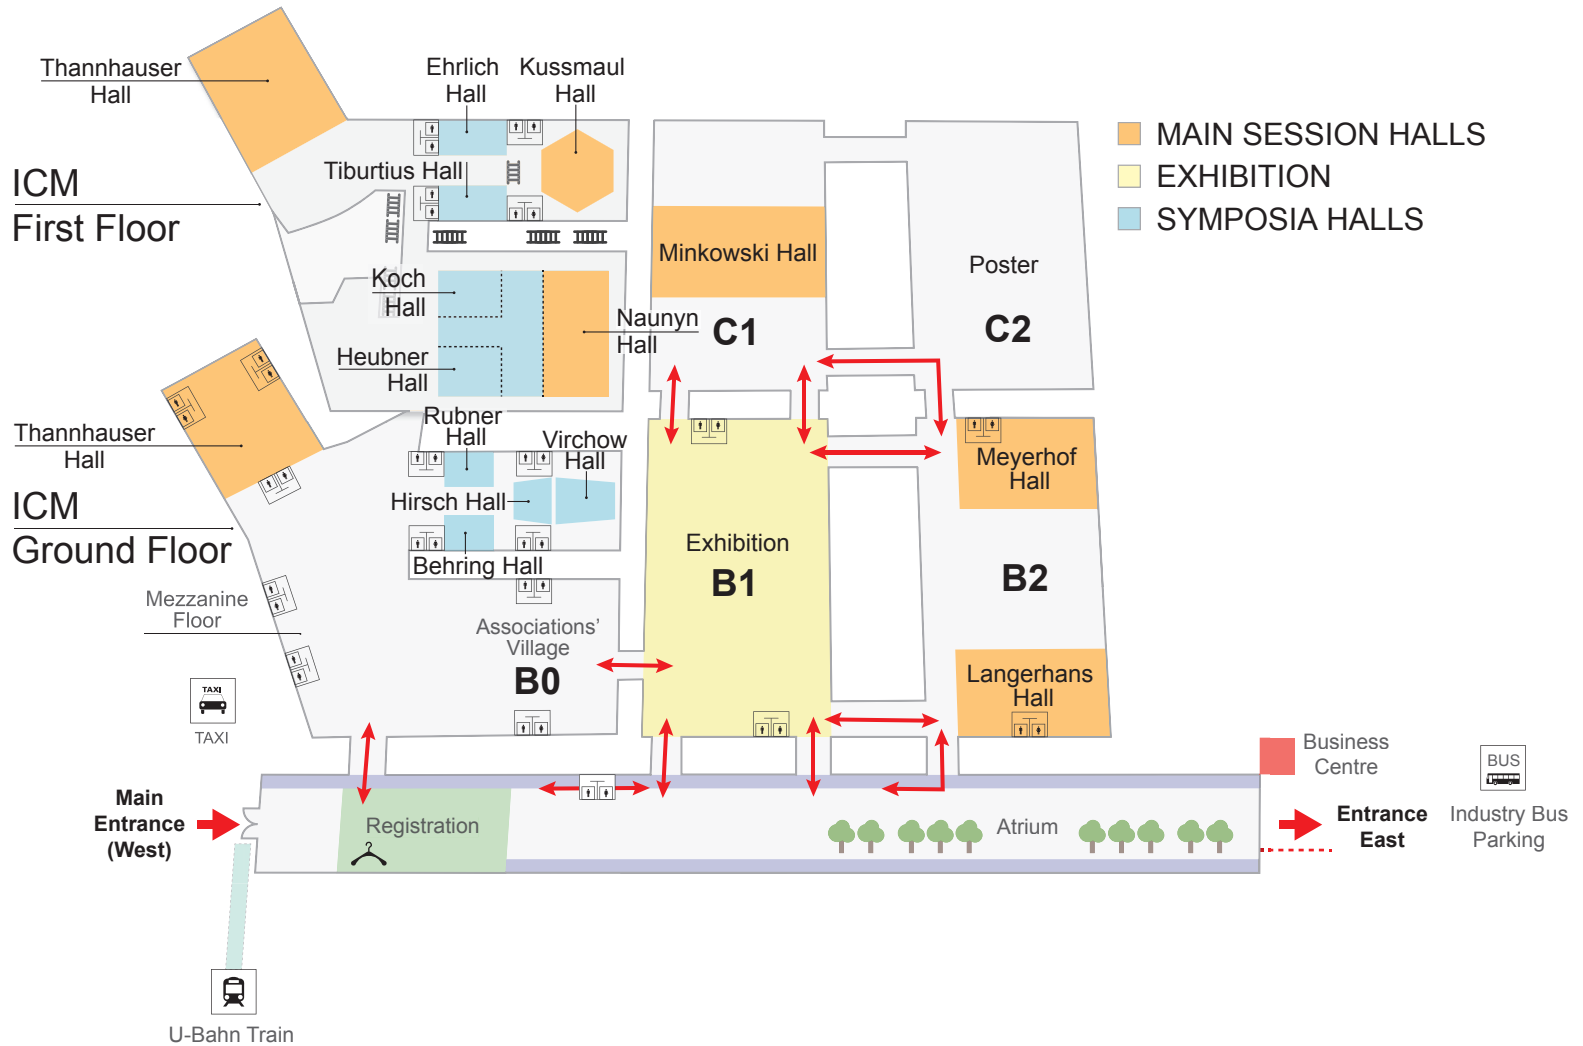 Thannhauser
Hall
Ehrlich
Hall
Kussmaul
Hall
Tiburtius Hall
ICM
First Floor
MAIN SESSION HALLS
EXHIBITION
SYMPOSIA HALLS
Minkowski Hall
C1
Poster
C2
Koch
Hall
Naunyn
Hall
Heubner
Hall
Thannhauser
Hall
Rubner
Hall
Virchow
Hall
Hirsch Hall
Behring Hall
ICM
Ground Floor
Mezzanine
Floor
Associations'
Village
B0
Exhibition
B1
Meyerhof
Hall
B2
Langerhans
Hall
TAXI
TAXI
Business
Centre
BUS
Main
Entrance
(West)
Registration
Atrium
Entrance
East
Industry Bus
Parking
U-Bahn Train